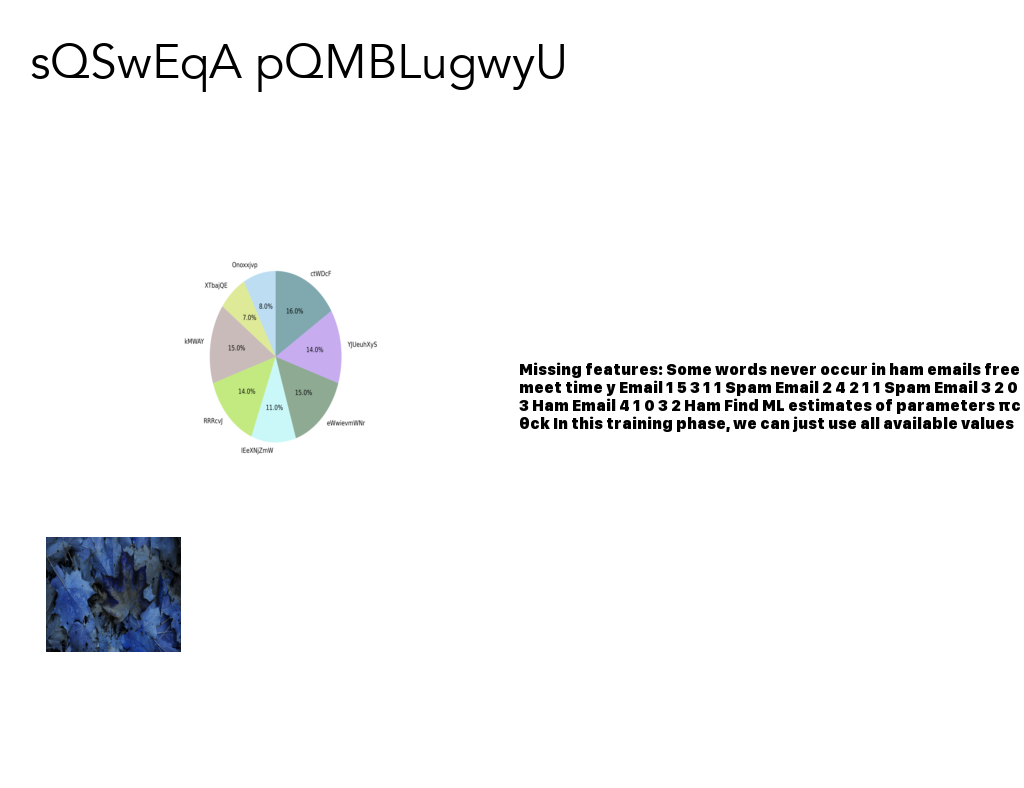 sQSwEqA pQMBLugwyU
Onoxxjvp
ctWDcF
XTbajQE
8.0%
16.0%
7.0%
kMWAY
15.0%
14.0%
YJUeuhXyS
14.0%
15.0%
11.0%
RRRcvJ
eWwievmWNr
IEeXNjZmW
Missing features: Some words never occur in ham emails free
meet time y Email 1 5 3 1 1 Spam Email 2 4 2 1 1 Spam Email 3 2 0
3 Ham Email 4 1 0 3 2 Ham Find ML estimates of parameters πc
θck In this training phase, we can just use all available values